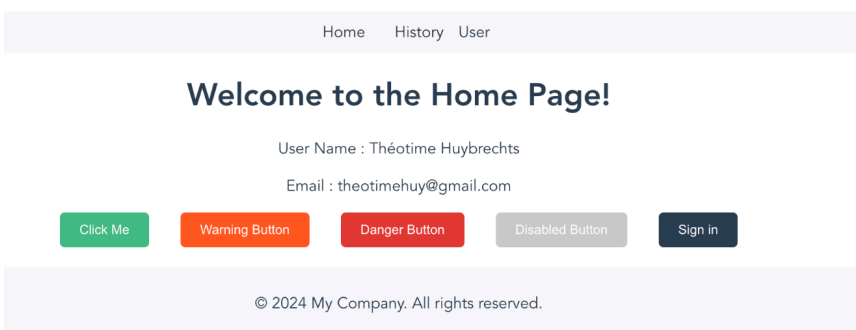 Home History User
Welcome to the Home Page!
User Name : Théotime Huybrechts
Email : theotimehuy@gmail.com
Click Me Warning Button Danger Button Disabled Button Sign in
© 2024 My Company. All rights reserved.